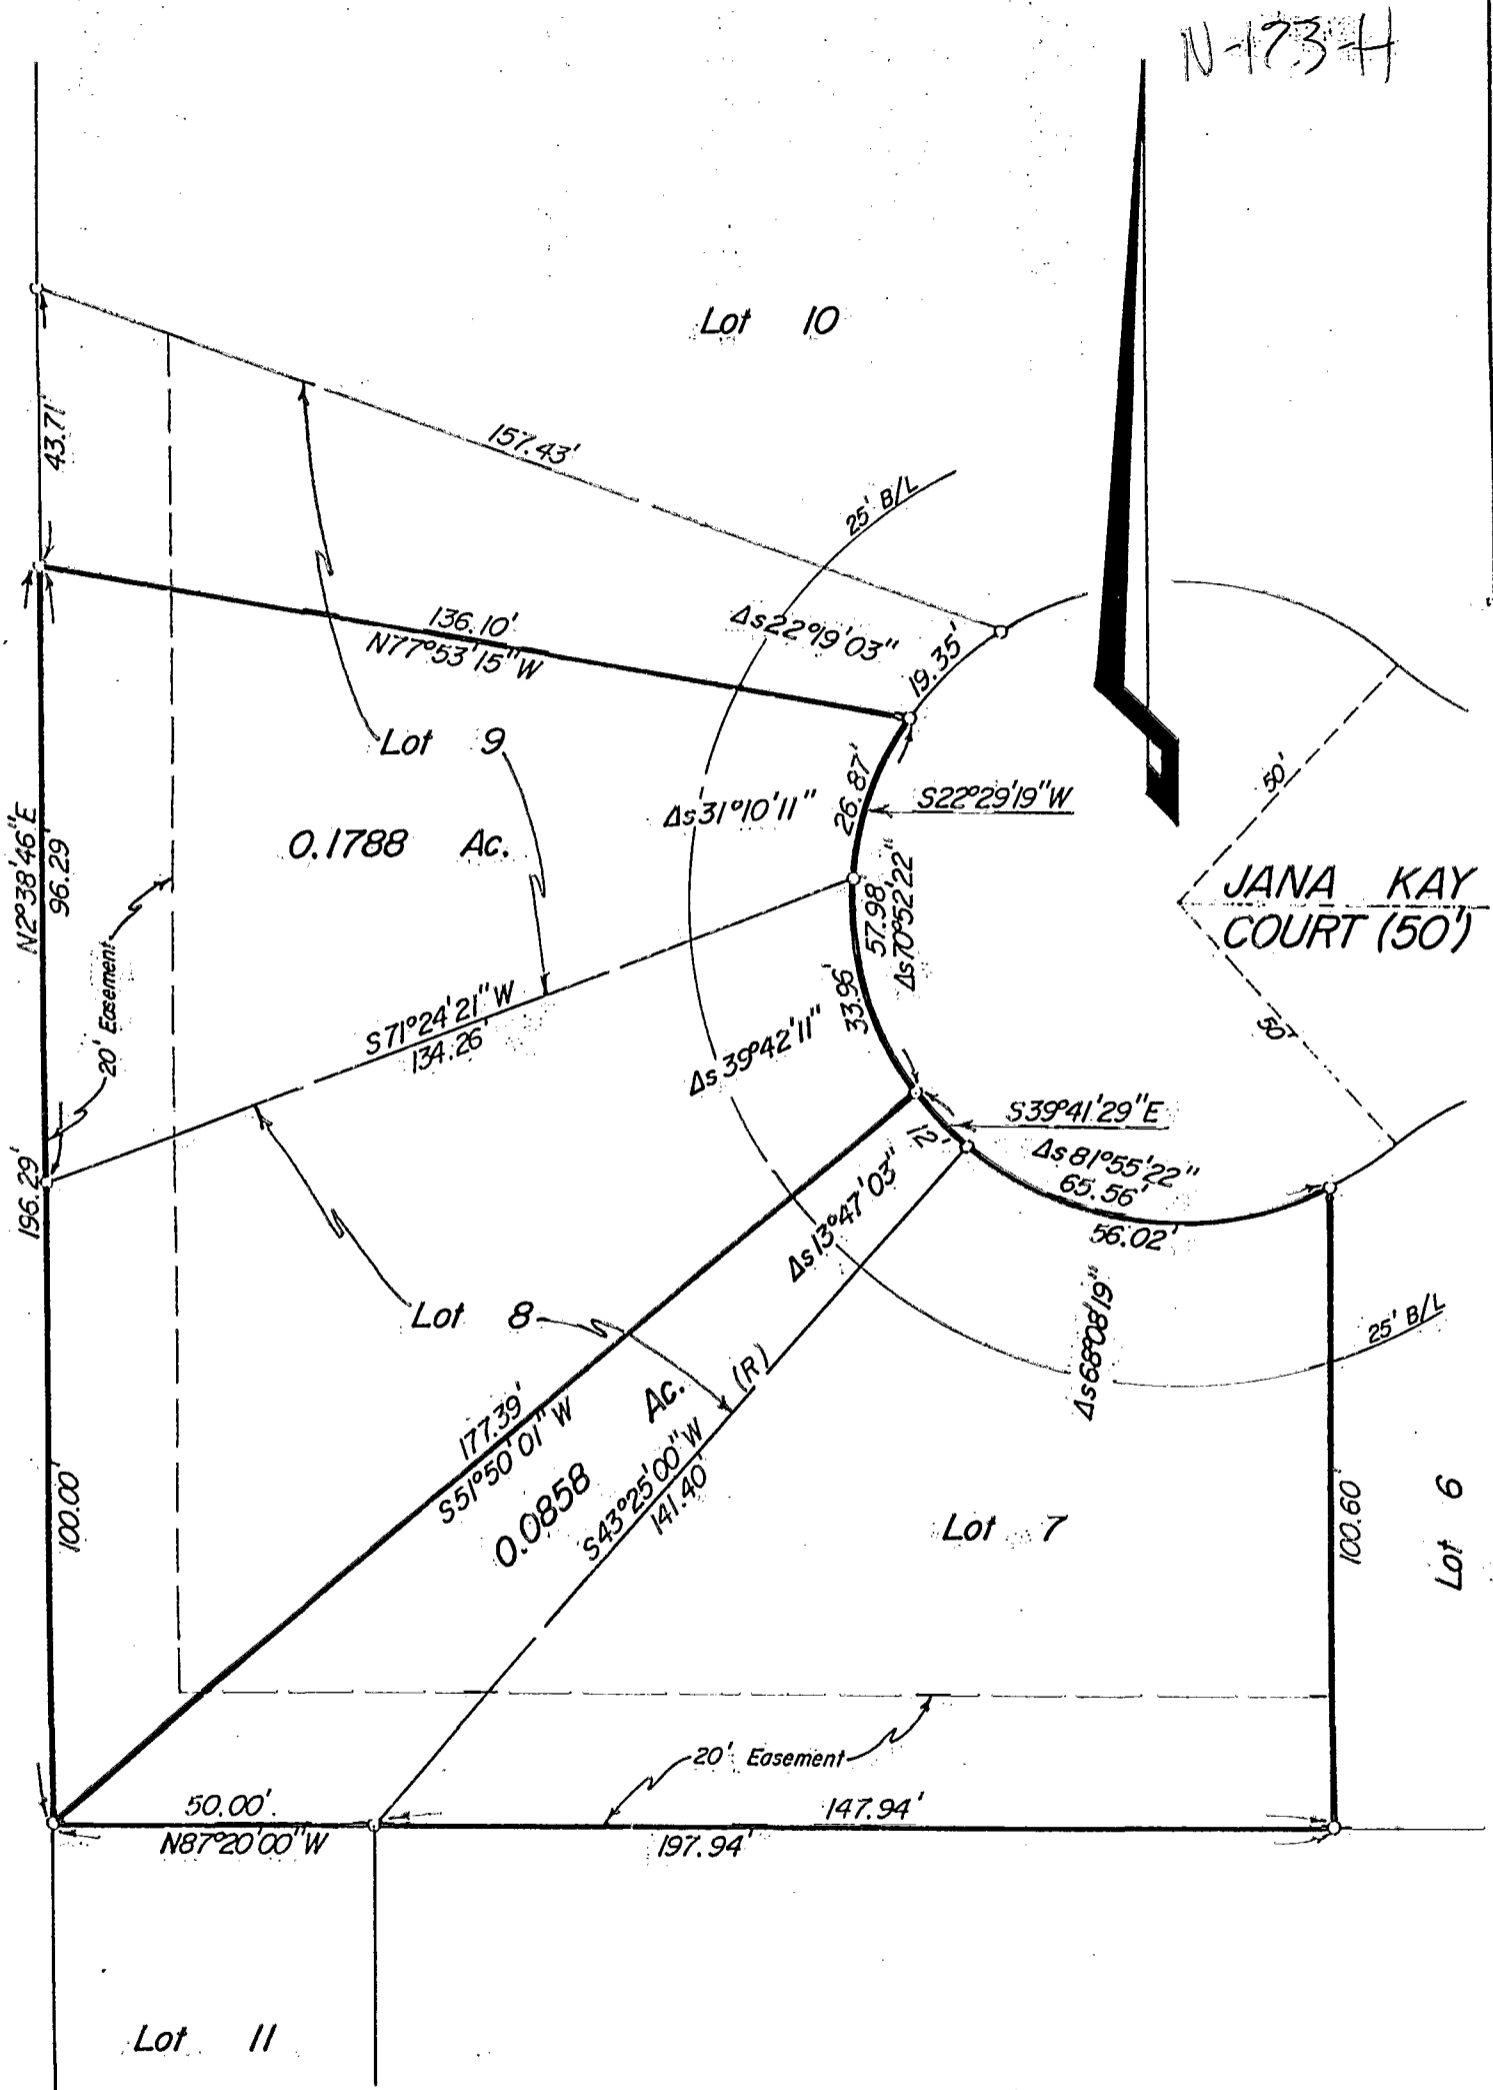 N-173-H
Lot 10
43.71'
157.43'
25' B/L
Δs22°19'03"
19.35'
136.10'
N77°53'15"W
Lot 9
26.87'
S22°29'19"W
50'
Δs31°10'11"
0.1788 Ac.
N2°38'46"E
96.29'
57.98'
Δs70°52'22"
JANA KAY
COURT (50')
20' Easement
33.96'
S71°24'21"W
134.26'
50'
Δs39°42'11"
S39°41'29"E
12'
Δs81°55'22"
65.56'
56.02'
196.29'
Δs13°47'03"
Lot 8
25' B/L
Δs68°08'19"
(R)
177.39'
S51°50'01"W
0.0858 Ac.
S43°25'00"W
141.40'
100.00'
Lot 7
100.60'
Lot 6
20' Easement
50.00'
N87°20'00"W
147.94'
197.94'
Lot 11